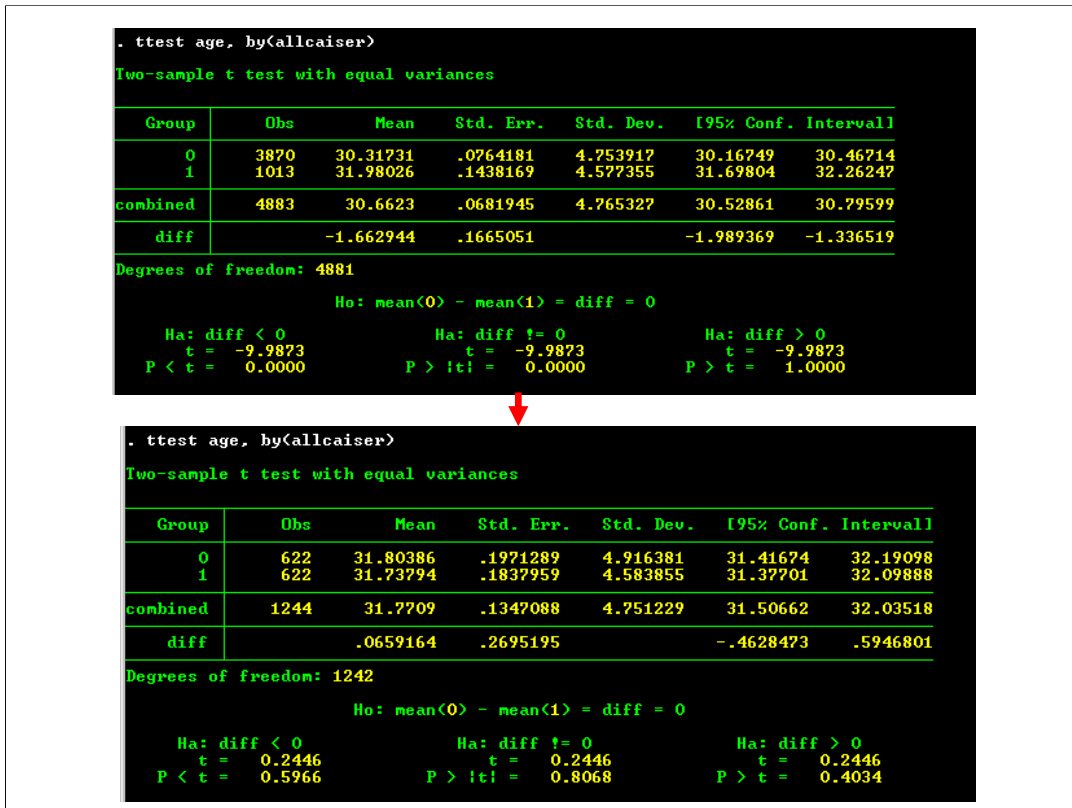 . ttest age, by(allcaiser)
Two-sample t test with equal variances
Group Obs Mean Std. Err. Std. Dev. [95% Conf. Interval]
0 3870 30.31731 .0764181 4.753917 30.16749 30.46714
1 1013 31.98026 .1438169 4.577355 31.69804 32.26247
combined 4883 30.6623 .0681945 4.765327 30.52861 30.79599
diff -1.662944 .1665051 -1.989369 -1.336519
Degrees of freedom: 4881
Ho: mean(0) - mean(1) = diff = 0
Ha: diff < 0 Ha: diff != 0 Ha: diff > 0
t = -9.9873 t = -9.9873 t = -9.9873
P < t = 0.0000 P > |t| = 0.0000 P > t = 1.0000
. ttest age, by(allcaiser)
Two-sample t test with equal variances
Group Obs Mean Std. Err. Std. Dev. [95% Conf. Interval]
0 622 31.80386 .1971289 4.916381 31.41674 32.19098
1 622 31.73794 .1837959 4.583855 31.37701 32.09888
combined 1244 31.7709 .1347088 4.751229 31.50662 32.03518
diff .0659164 .2695195 -.4628473 .5946801
Degrees of freedom: 1242
Ho: mean(0) - mean(1) = diff = 0
Ha: diff < 0 Ha: diff != 0 Ha: diff > 0
t = 0.2446 t = 0.2446 t = 0.2446
P < t = 0.5966 P > |t| = 0.8068 P > t = 0.4034